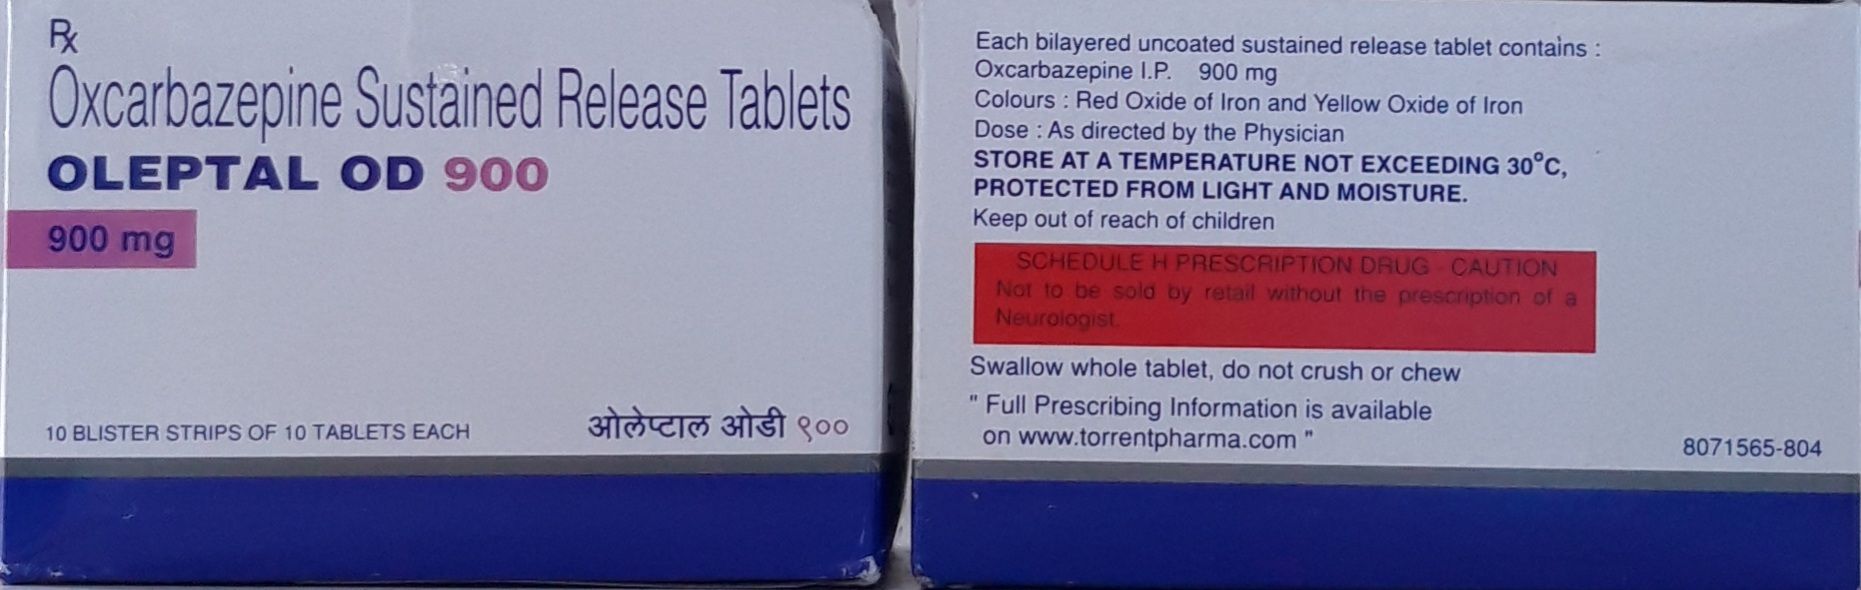 Rx
Oxcarbazepine Sustained Release Tablets
OLEPTAL OD 900
900 mg
10 BLISTER STRIPS OF 10 TABLETS EACH
ओलेप्टाल ओडी ९००
Each bilayered uncoated sustained release tablet contains :
Oxcarbazepine I.P. 900 mg
Colours : Red Oxide of Iron and Yellow Oxide of Iron
Dose : As directed by the Physician
STORE AT A TEMPERATURE NOT EXCEEDING 30°C,
PROTECTED FROM LIGHT AND MOISTURE.
Keep out of reach of children
SCHEDULE H PRESCRIPTION DRUG - CAUTION
Not to be sold by retail without the prescription of a
Neurologist.
Swallow whole tablet, do not crush or chew
" Full Prescribing Information is available
on www.torrentpharma.com "
8071565-804